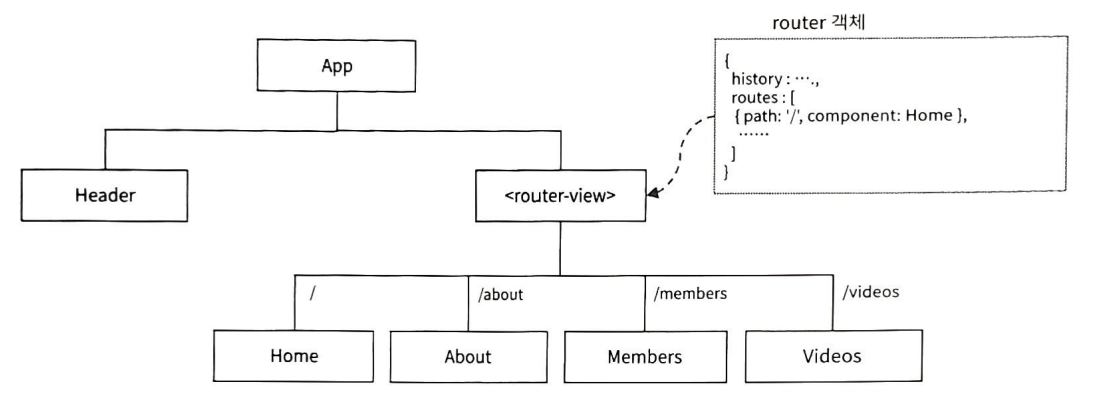 router 객체
App
{
history : ….,
routes : [
{ path: '/', component: Home },
……
]
}
Header
<router-view>
/
/about
/members
/videos
Home
About
Members
Videos